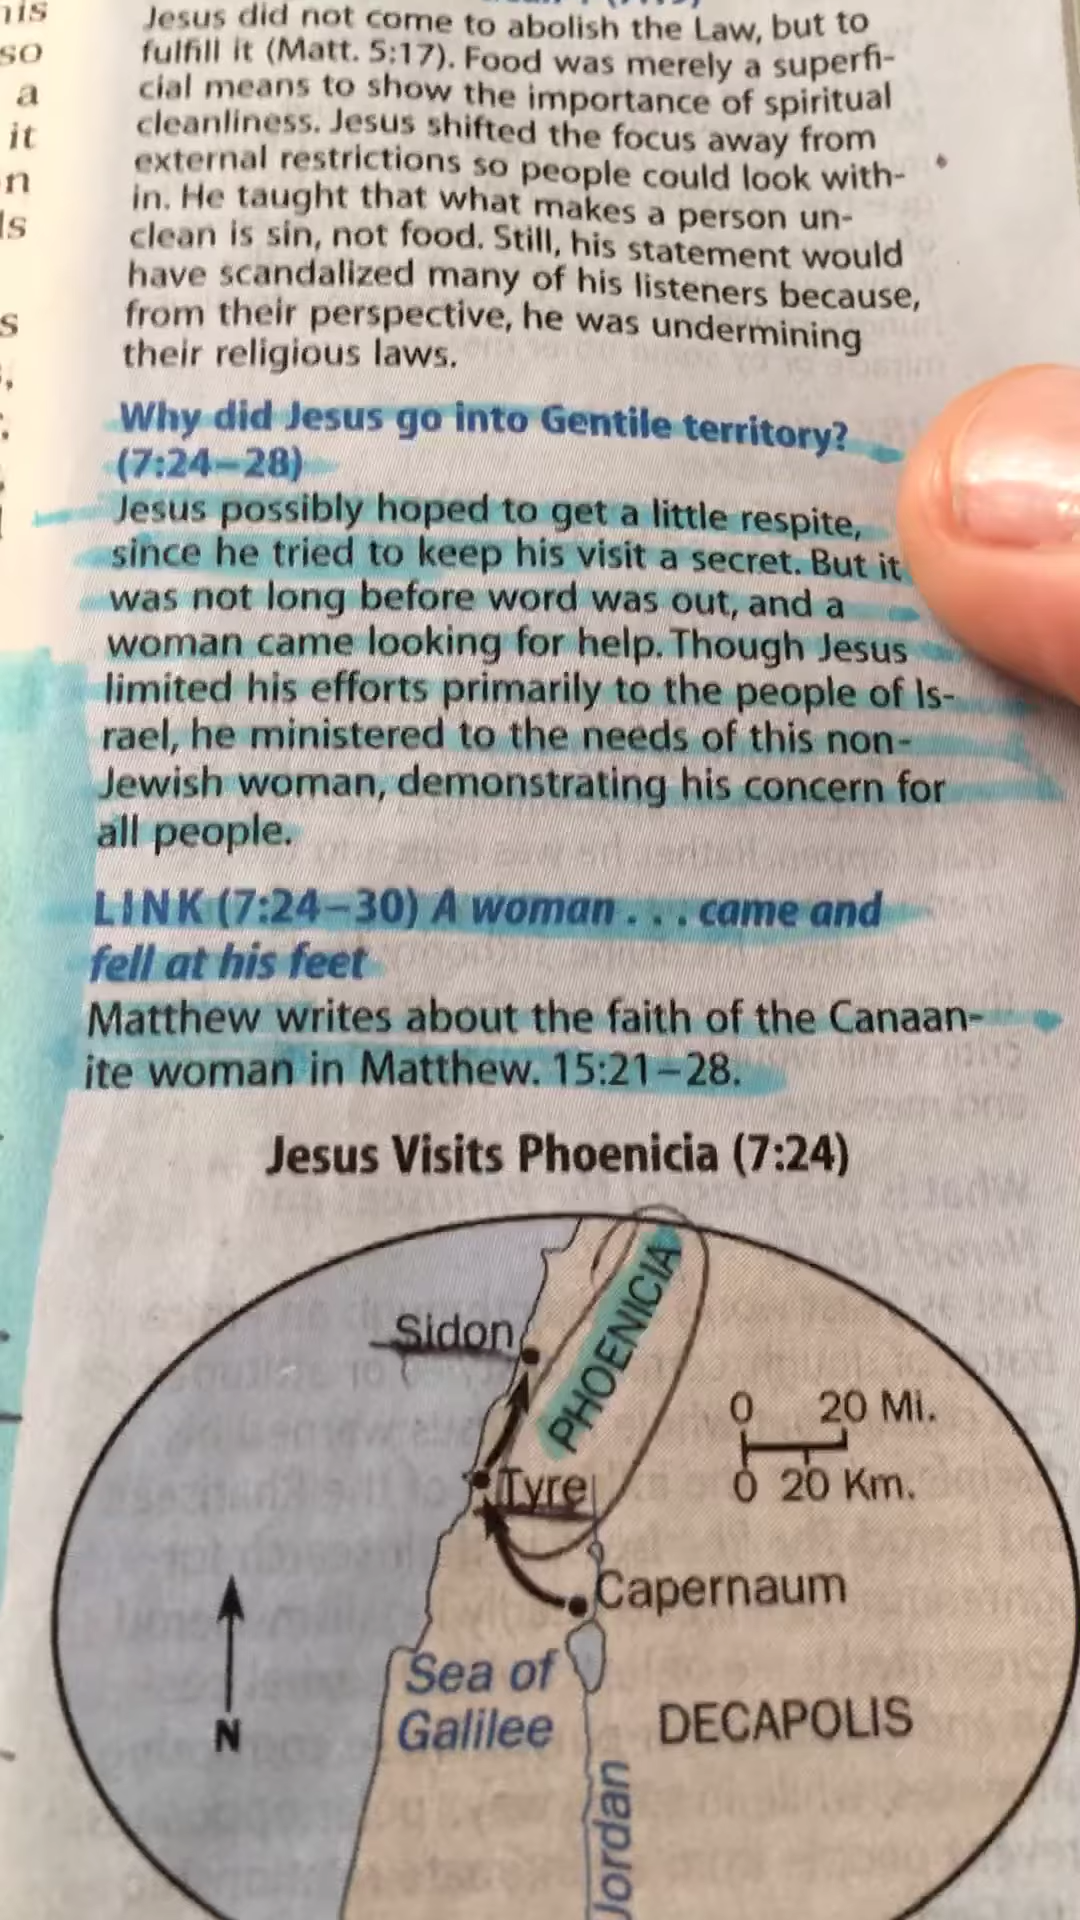 his
so
a
it
n
ls
s
Jesus did not come to abolish the Law, but to
fulfill it (Matt. 5:17). Food was merely a superfi-
cial means to show the importance of spiritual
cleanliness. Jesus shifted the focus away from
external restrictions so people could look with-
in. He taught that what makes a person un-
clean is sin, not food. Still, his statement would
have scandalized many of his listeners because,
from their perspective, he was undermining
their religious laws.
Why did Jesus go into Gentile territory?
(7:24–28)
Jesus possibly hoped to get a little respite,
since he tried to keep his visit a secret. But it
was not long before word was out, and a
woman came looking for help. Though Jesus
limited his efforts primarily to the people of Is-
rael, he ministered to the needs of this non-
Jewish woman, demonstrating his concern for
all people.
LINK (7:24–30) A woman . . . came and
fell at his feet
Matthew writes about the faith of the Canaan-
ite woman in Matthew. 15:21–28.
Jesus Visits Phoenicia (7:24)
PHOENICIA
Sidon
0 20 Mi.
0 20 Km.
Tyre
Capernaum
Sea of
Galilee
N
DECAPOLIS
Jordan